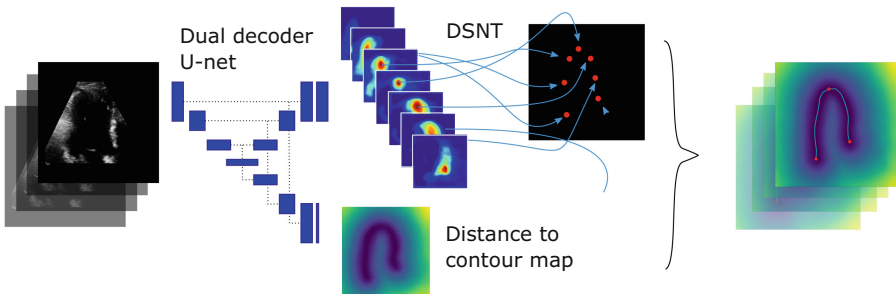 Dual decoder
U-net
DSNT
Distance to
contour map